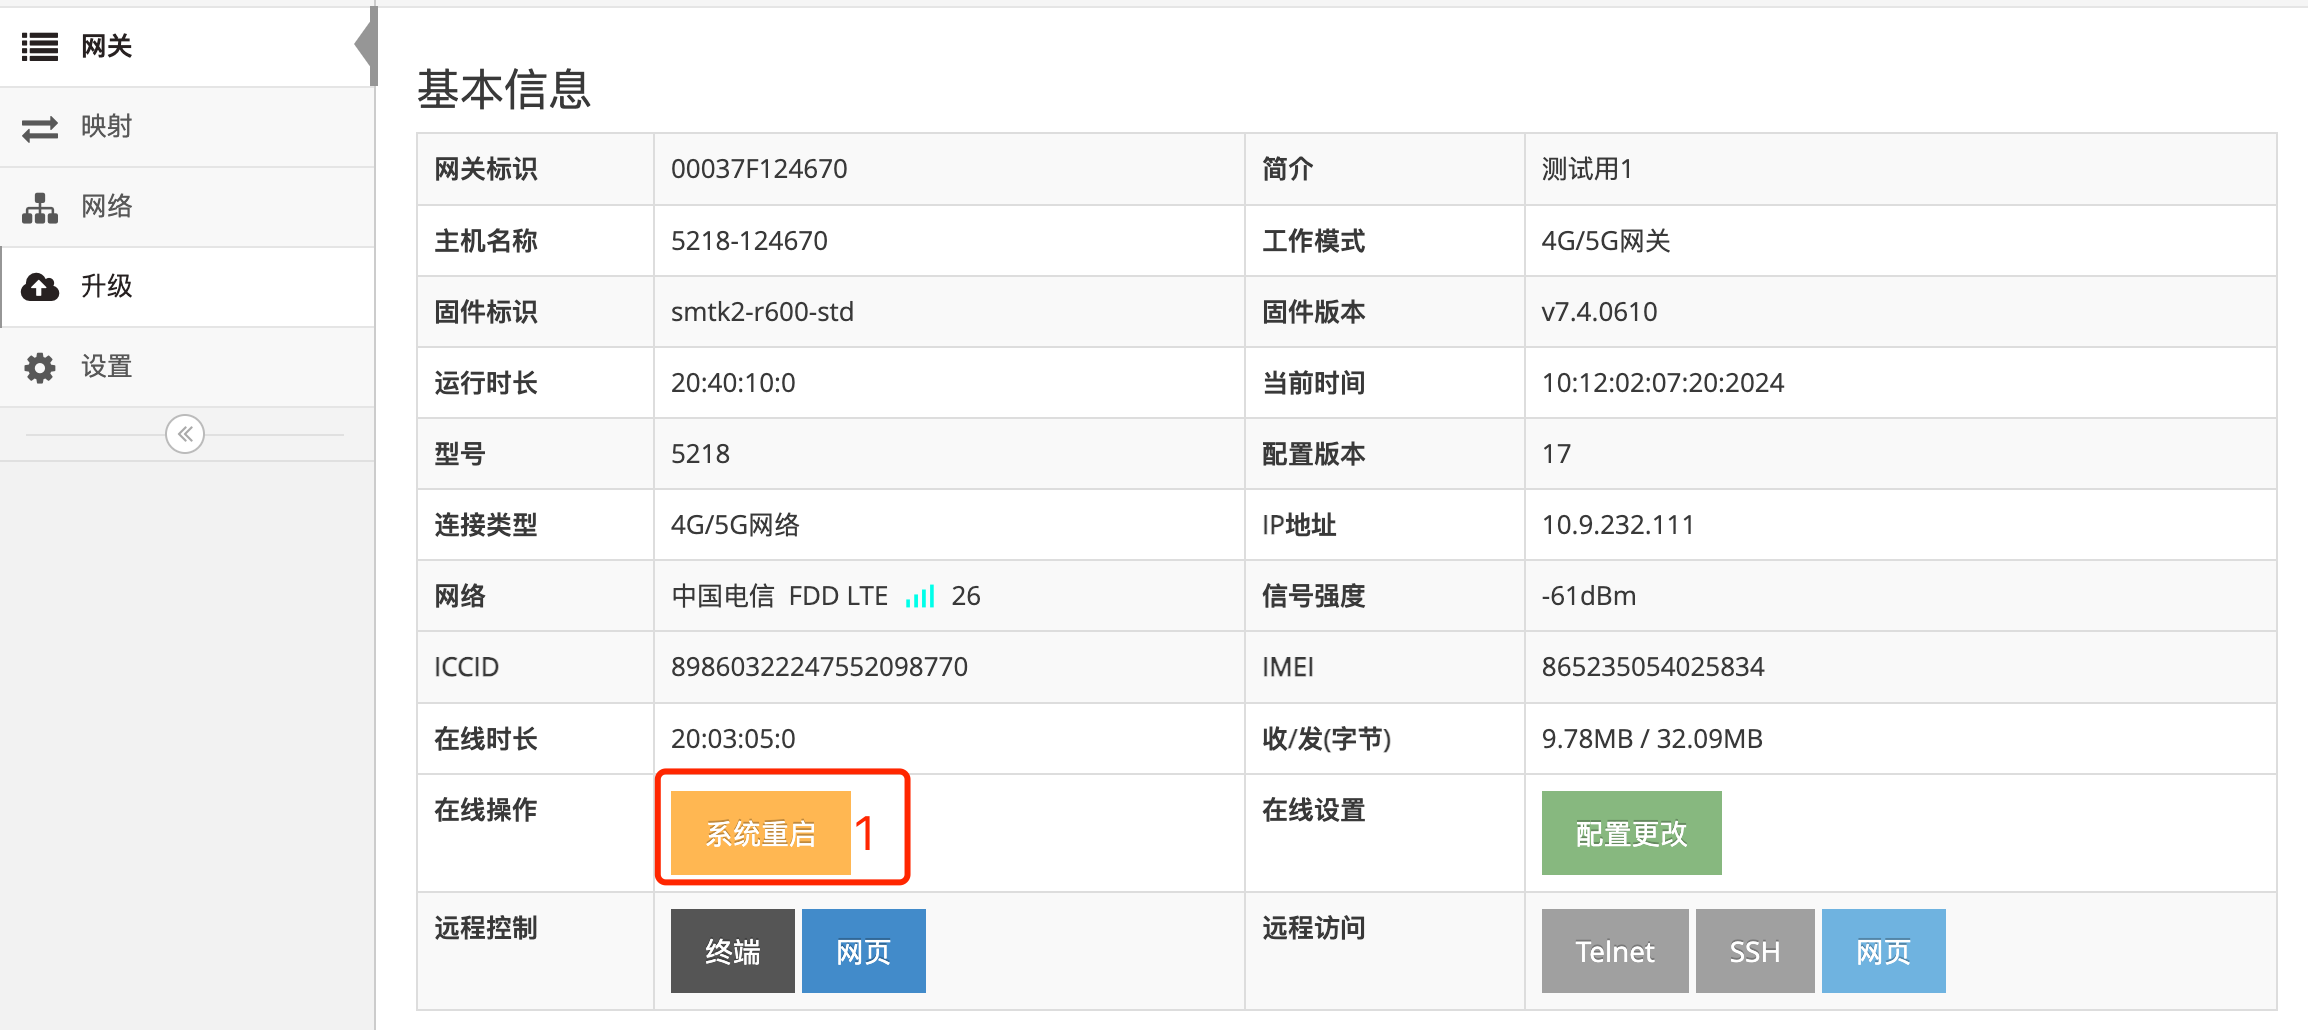 网关
映射
网络
升级
设置
基本信息
网关标识 00037F124670 简介 测试用1
主机名称 5218-124670 工作模式 4G/5G网关
固件标识 smtk2-r600-std 固件版本 v7.4.0610
运行时长 20:40:10:0 当前时间 10:12:02:07:20:2024
型号 5218 配置版本 17
连接类型 4G/5G网络 IP地址 10.9.232.111
网络 中国电信 FDD LTE 26 信号强度 -61dBm
ICCID 89860322247552098770 IMEI 865235054025834
在线时长 20:03:05:0 收/发(字节) 9.78MB / 32.09MB
在线操作 系统重启 1 在线设置 配置更改
远程控制 终端 网页 远程访问 Telnet SSH 网页